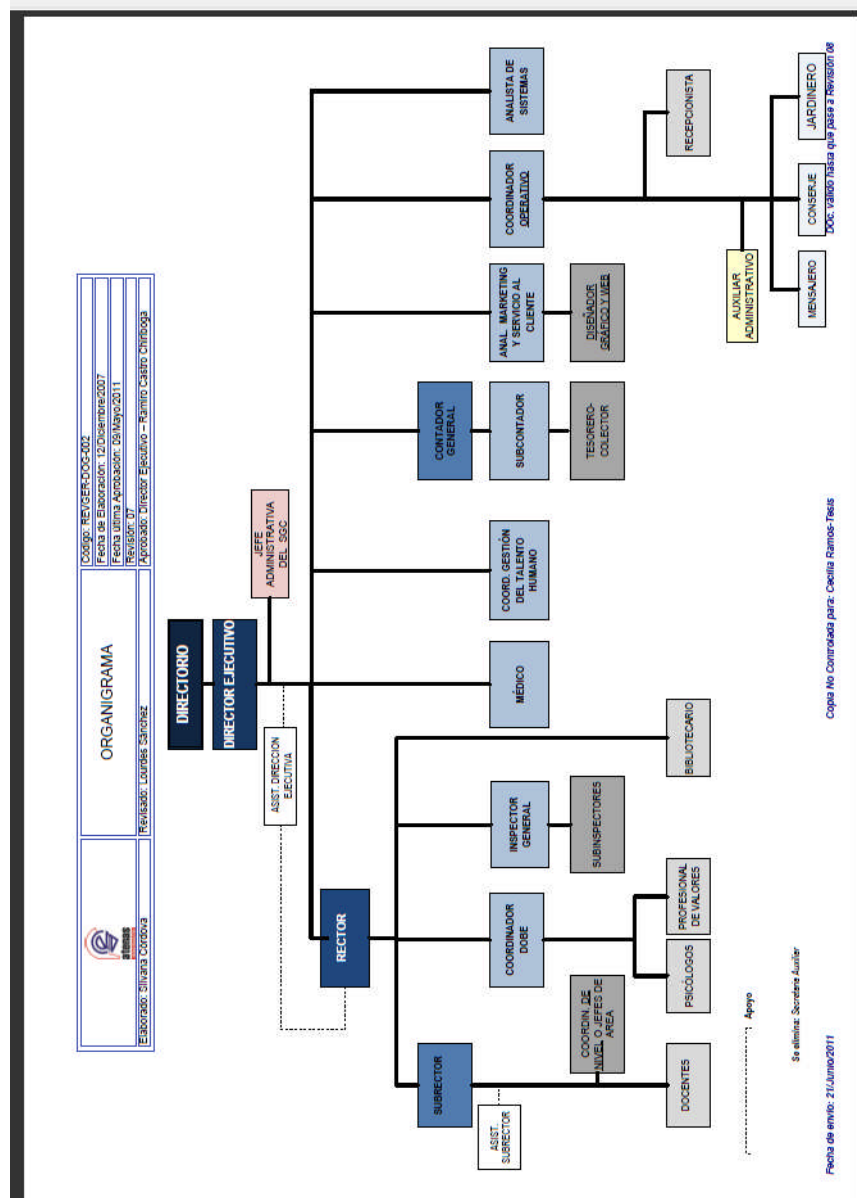 atenas
ORGANIGRAMA
Código: REVGER-DOG-002
Fecha de Elaboración: 12/Diciembre/2007
Fecha última Aprobación: 09/Mayo/2011
Revisión: 07
Elaborado: Silvana Córdova
Revisado: Lourdes Sánchez
Aprobado: Director Ejecutivo – Ramiro Castro Chiriboga
DIRECTORIO
DIRECTOR EJECUTIVO
JEFE
ADMINISTRATIVA
DEL SGC
ASIST. DIRECCION
EJECUTIVA
RECTOR
CONTADOR
GENERAL
SUBRECTOR
ASIST.
SUBRECTOR
COORDINADOR
DOBE
INSPECTOR
GENERAL
MÉDICO
COORD. GESTIÓN
DEL TALENTO
HUMANO
SUBCONTADOR
ANAL. MARKETING
Y SERVICIO AL
CLIENTE
COORDINADOR
OPERATIVO
ANALISTA DE
SISTEMAS
COORDIN. DE
NIVEL O JEFES DE
AREA
SUBINSPECTORES
TESORERO-
COLECTOR
DISEÑADOR
GRÁFICO Y WEB
DOCENTES
PSICÓLOGOS
PROFESIONAL
DE VALORES
BIBLIOTECARIO
RECEPCIONISTA
AUXILIAR
ADMINISTRATIVO
MENSAJERO
CONSERJE
JARDINERO
Apoyo
Se elimina: Secretaria Auxiliar
Fecha de envío: 21/Junio/2011
Copia No Controlada para: Cecilia Ramos-Tesis
DOc. válido hasta que pase a Revisión 08